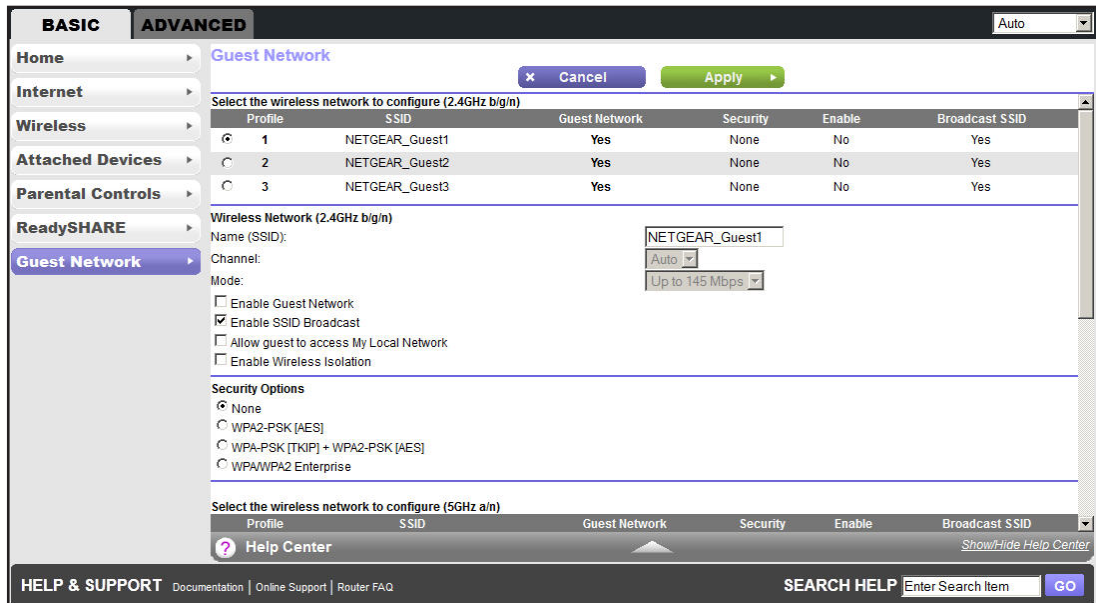 BASIC ADVANCED Auto
Home
Internet
Wireless
Attached Devices
Parental Controls
ReadySHARE
Guest Network
Guest Network
Cancel Apply
Select the wireless network to configure (2.4GHz b/g/n)
Profile SSID Guest Network Security Enable Broadcast SSID
1 NETGEAR_Guest1 Yes None No Yes
2 NETGEAR_Guest2 Yes None No Yes
3 NETGEAR_Guest3 Yes None No Yes
Wireless Network (2.4GHz b/g/n)
Name (SSID): NETGEAR_Guest1
Channel: Auto
Mode: Up to 145 Mbps
Enable Guest Network
Enable SSID Broadcast
Allow guest to access My Local Network
Enable Wireless Isolation
Security Options
None
WPA2-PSK [AES]
WPA-PSK [TKIP] + WPA2-PSK [AES]
WPA/WPA2 Enterprise
Select the wireless network to configure (5GHz a/n)
Profile SSID Guest Network Security Enable Broadcast SSID
? Help Center Show/Hide Help Center
HELP & SUPPORT Documentation | Online Support | Router FAQ SEARCH HELP Enter Search Item GO